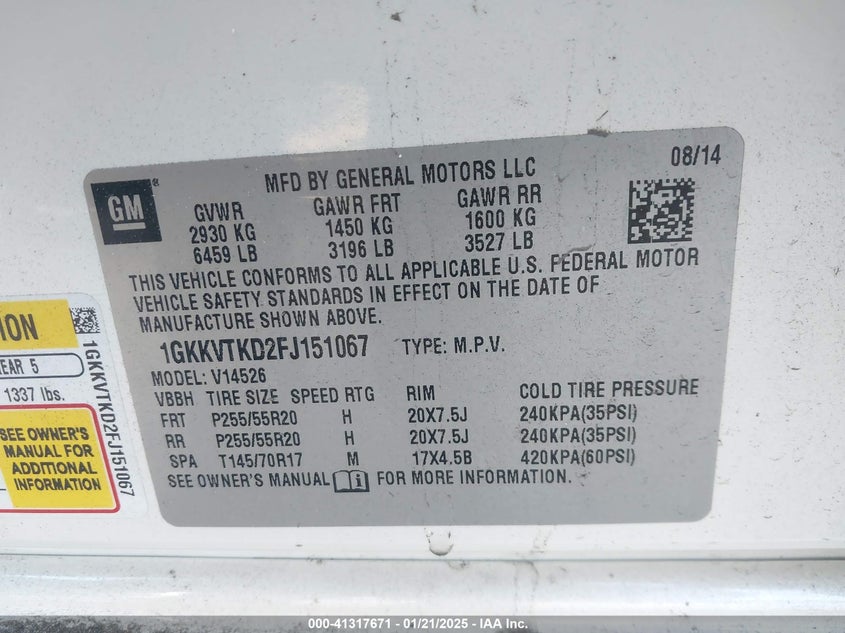 MFD BY GENERAL MOTORS LLC
08/14
GM
®
GVWR GAWR FRT GAWR RR
2930 KG 1450 KG 1600 KG
6459 LB 3196 LB 3527 LB
THIS VEHICLE CONFORMS TO ALL APPLICABLE U.S. FEDERAL MOTOR
VEHICLE SAFETY STANDARDS IN EFFECT ON THE DATE OF
MANUFACTURE SHOWN ABOVE.
1GKKVTKD2FJ151067 TYPE: M.P.V.
MODEL: V14526
VBBH TIRE SIZE SPEED RTG RIM COLD TIRE PRESSURE
FRT P255/55R20 H 20X7.5J 240KPA(35PSI)
RR P255/55R20 H 20X7.5J 240KPA(35PSI)
SPA T145/70R17 M 17X4.5B 420KPA(60PSI)
SEE OWNER'S MANUAL i FOR MORE INFORMATION.
5
1337 lbs.
SEE OWNER'S
MANUAL FOR
ADDITIONAL
INFORMATION
1GKKVTKD2FJ151067
000-41317671 - 01/21/2025 - IAA Inc.